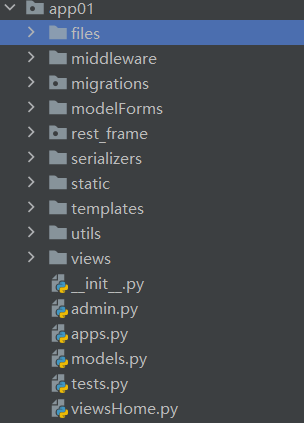 app01
files
middleware
migrations
modelForms
rest_frame
serializers
static
templates
utils
views
__init__.py
admin.py
apps.py
models.py
tests.py
viewsHome.py